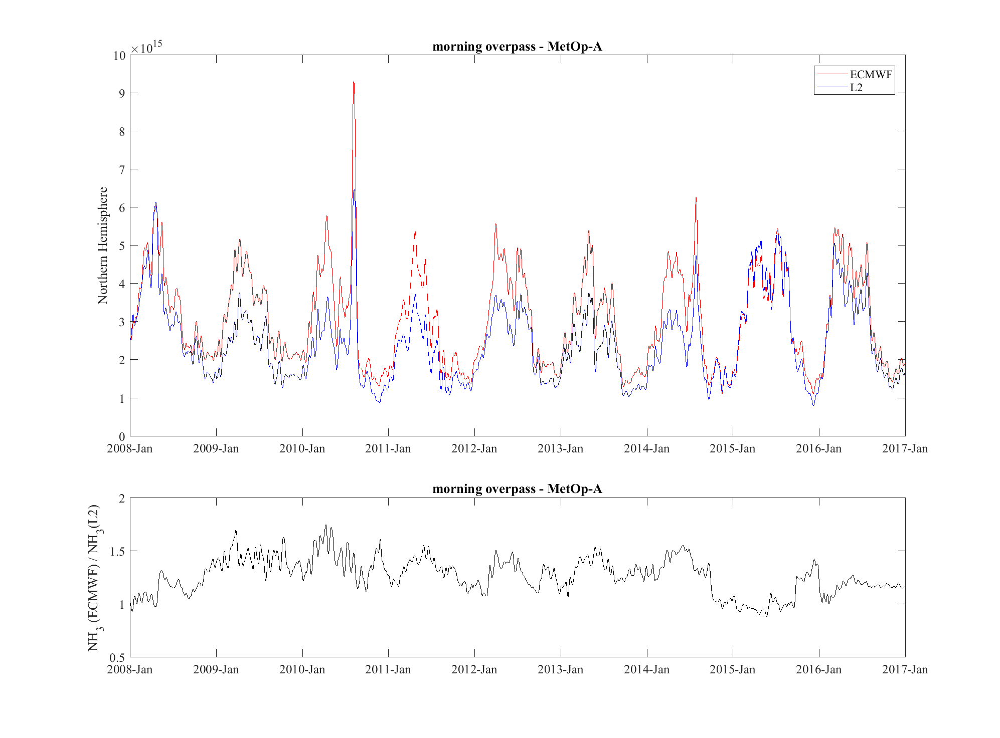 ×10^15
morning overpass - MetOp-A
10
9
8
7
6
5
4
3
2
1
0
Northern Hemisphere
ECMWF
L2
2008-Jan 2009-Jan 2010-Jan 2011-Jan 2012-Jan 2013-Jan 2014-Jan 2015-Jan 2016-Jan 2017-Jan
morning overpass - MetOp-A
2
1.5
1
0.5
NH_3 (ECMWF) / NH_3(L2)
2008-Jan 2009-Jan 2010-Jan 2011-Jan 2012-Jan 2013-Jan 2014-Jan 2015-Jan 2016-Jan 2017-Jan